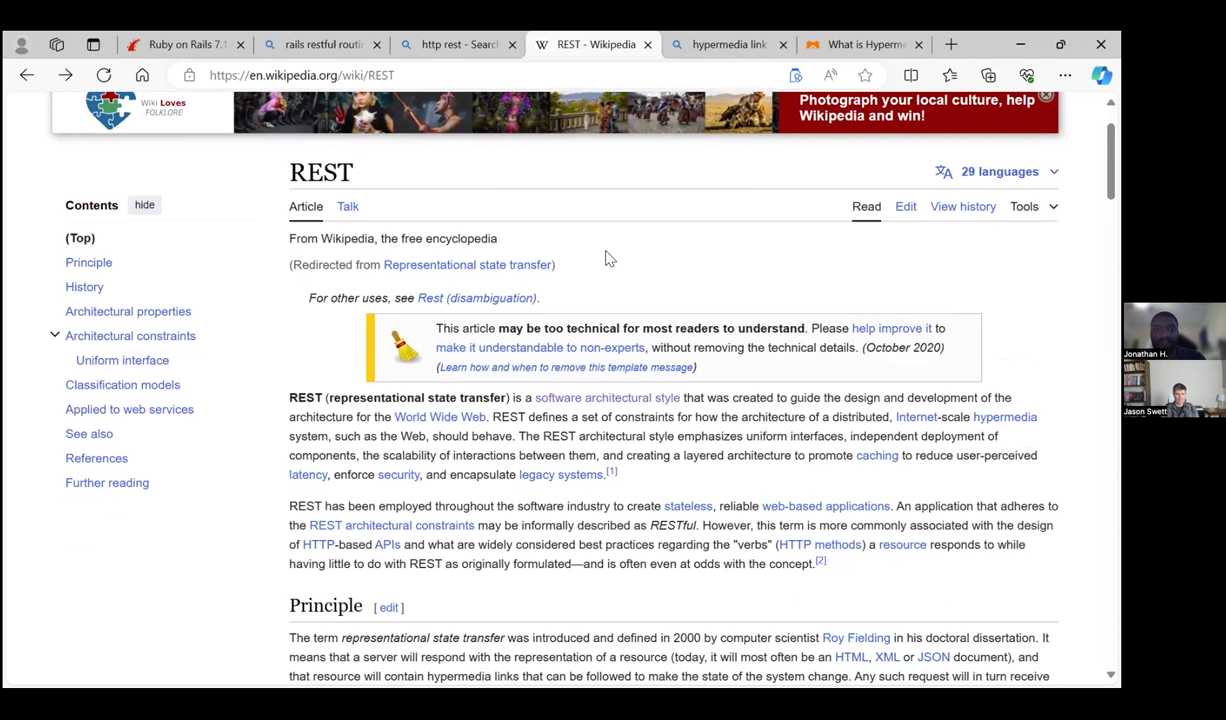 Ruby on Rails 7.1
rails restful routin
http rest - Search
REST - Wikipedia
hypermedia link
What is Hyperme
https://en.wikipedia.org/wiki/REST
Wiki Loves
FOLKLORE
Photograph your local culture, help
Wikipedia and win!
REST
29 languages
Contents
hide
Article
Talk
Read
Edit
View history
Tools
(Top)
From Wikipedia, the free encyclopedia
Principle
(Redirected from Representational state transfer)
History
For other uses, see Rest (disambiguation).
Architectural properties
Architectural constraints
Uniform interface
Classification models
Applied to web services
See also
References
Further reading
This article may be too technical for most readers to understand. Please help improve it to
make it understandable to non-experts, without removing the technical details. (October 2020)
(Learn how and when to remove this template message)
REST (representational state transfer) is a software architectural style that was created to guide the design and development of the
architecture for the World Wide Web. REST defines a set of constraints for how the architecture of a distributed, Internet-scale hypermedia
system, such as the Web, should behave. The REST architectural style emphasizes uniform interfaces, independent deployment of
components, the scalability of interactions between them, and creating a layered architecture to promote caching to reduce user-perceived
latency, enforce security, and encapsulate legacy systems.[1]
REST has been employed throughout the software industry to create stateless, reliable web-based applications. An application that adheres to
the REST architectural constraints may be informally described as RESTful. However, this term is more commonly associated with the design
of HTTP-based APIs and what are widely considered best practices regarding the "verbs" (HTTP methods) a resource responds to while
having little to do with REST as originally formulated—and is often even at odds with the concept.[2]
Principle [ edit ]
The term representational state transfer was introduced and defined in 2000 by computer scientist Roy Fielding in his doctoral dissertation. It
means that a server will respond with the representation of a resource (today, it will most often be an HTML, XML or JSON document), and
that resource will contain hypermedia links that can be followed to make the state of the system change. Any such request will in turn receive
Jonathan H.
Jason Swett